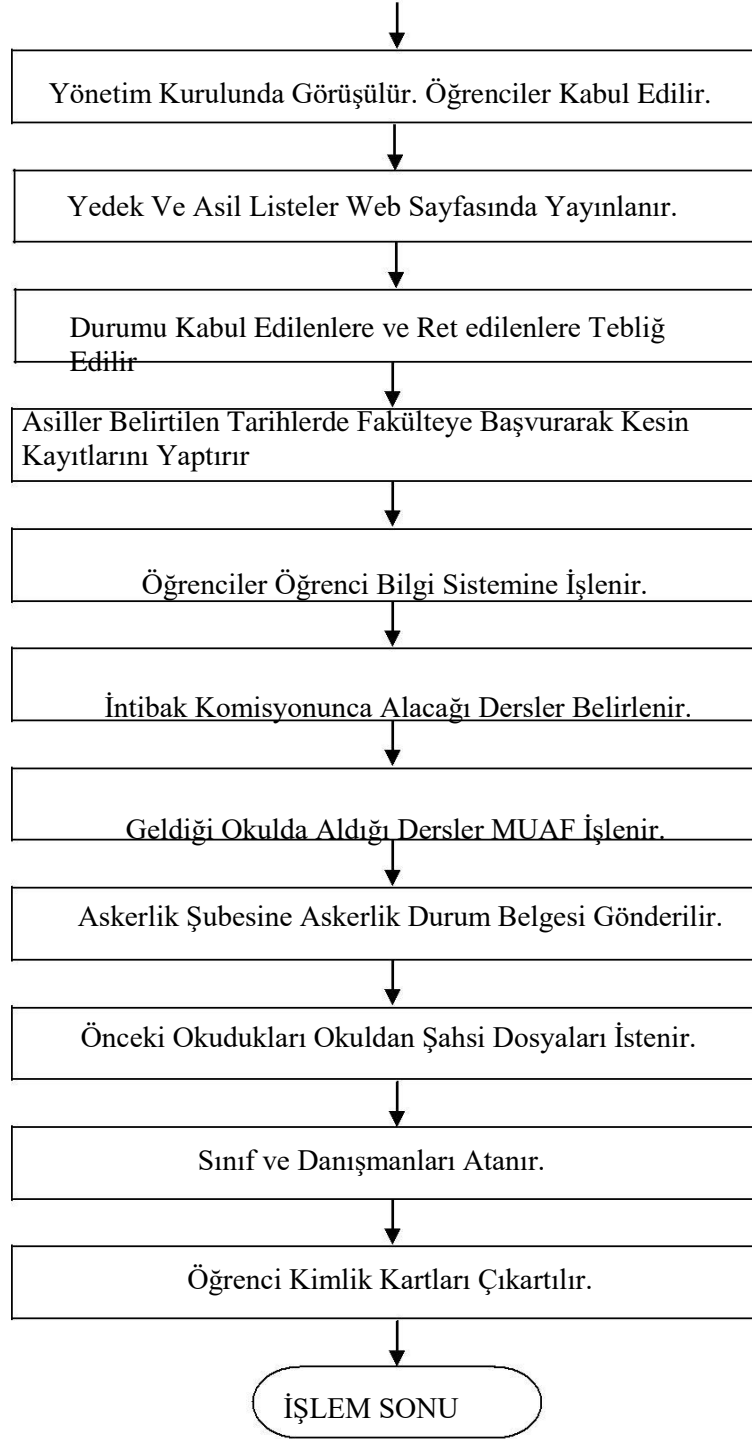 Yönetim Kurulunda Görüşülür. Öğrenciler Kabul Edilir.
Yedek Ve Asil Listeler Web Sayfasında Yayınlanır.
Durumu Kabul Edilenlere ve Ret edilenlere Tebliğ
Edilir
Asiller Belirtilen Tarihlerde Fakülteye Başvurarak Kesin
Kayıtlarını Yaptırır
Öğrenciler Öğrenci Bilgi Sistemine İşlenir.
İntibak Komisyonunca Alacağı Dersler Belirlenir.
Geldiği Okulda Aldığı Dersler MUAF İşlenir.
Askerlik Şubesine Askerlik Durum Belgesi Gönderilir.
Önceki Okudukları Okuldan Şahsi Dosyaları İstenir.
Sınıf ve Danışmanları Atanır.
Öğrenci Kimlik Kartları Çıkartılır.
İŞLEM SONU